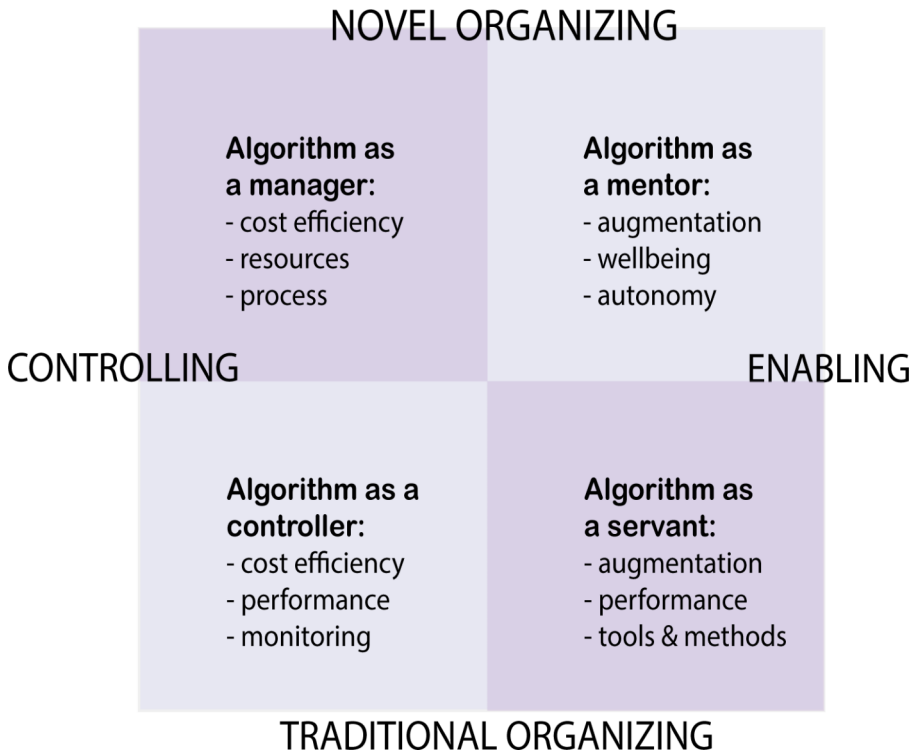 NOVEL ORGANIZING
Algorithm as
a manager:
- cost efficiency
- resources
- process
Algorithm as
a mentor:
- augmentation
- wellbeing
- autonomy
CONTROLLING
ENABLING
Algorithm as a
controller:
- cost efficiency
- performance
- monitoring
Algorithm as
a servant:
- augmentation
- performance
- tools & methods
TRADITIONAL ORGANIZING